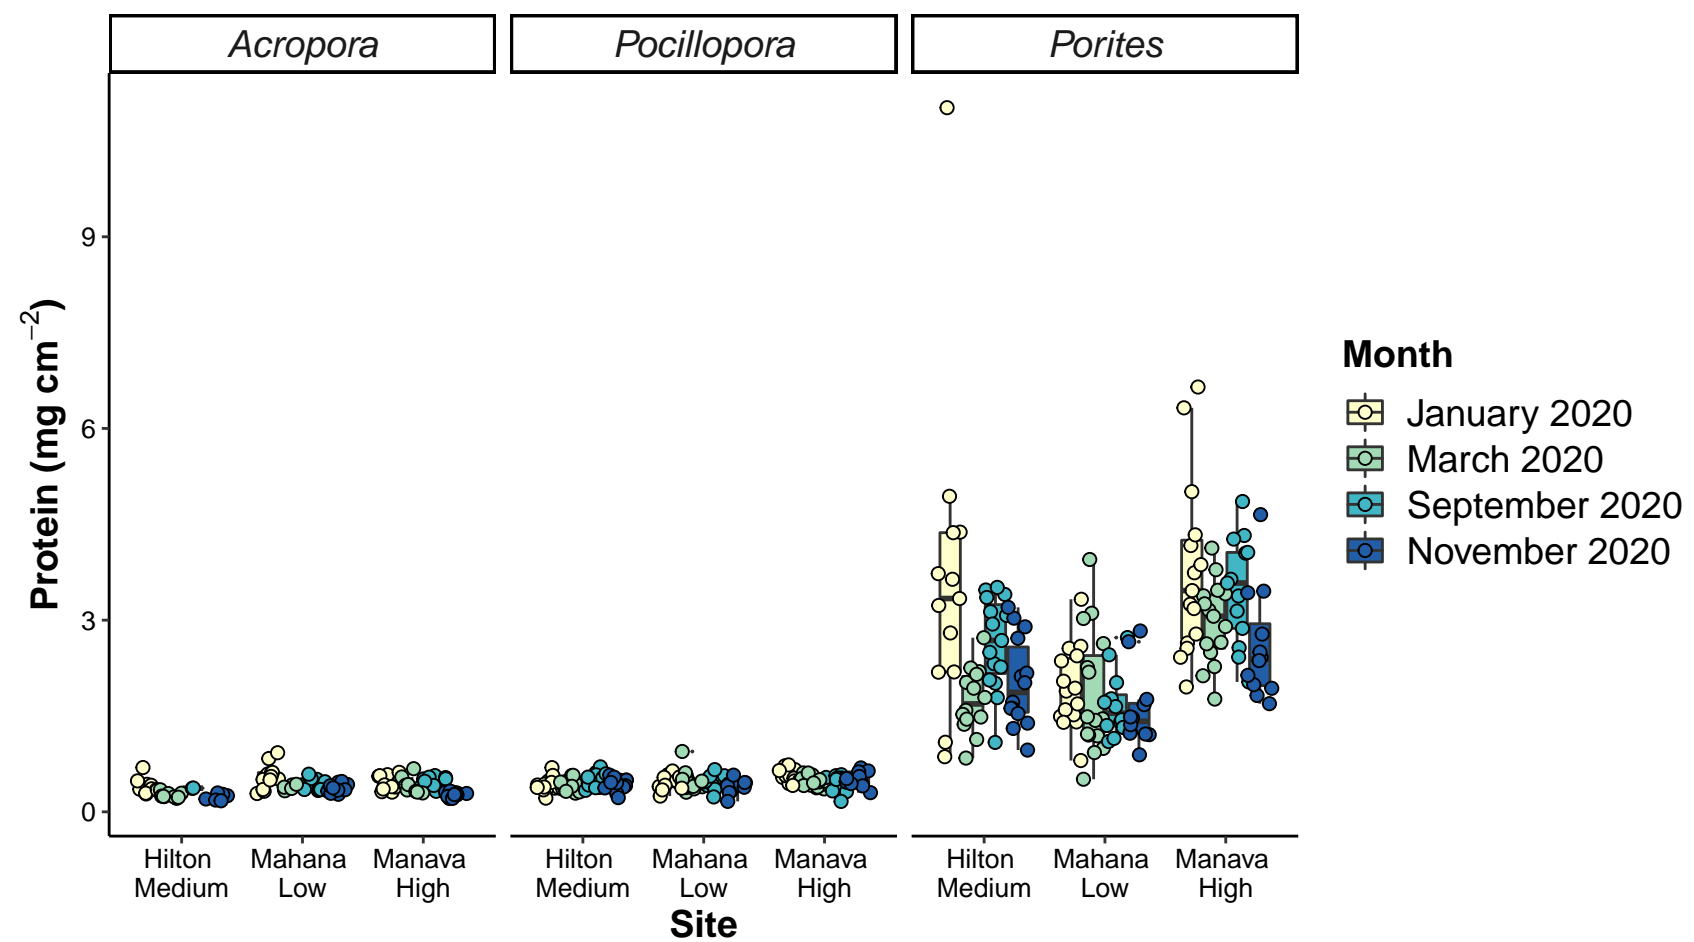 Acropora
Pocillopora
Porites
Protein (mg cm⁻²)
9
6
3
0
Hilton
Medium
Mahana
Low
Manava
High
Hilton
Medium
Mahana
Low
Manava
High
Hilton
Medium
Mahana
Low
Manava
High
Site
Month
January 2020
March 2020
September 2020
November 2020